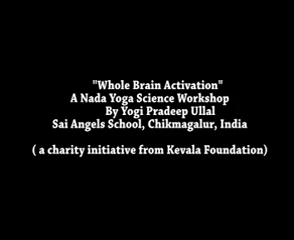 "Whole Brain Activation"
A Nada Yoga Science Workshop
By Yogi Pradeep Ullal
Sai Angels School, Chikmagalur, India
( a charity initiative from Kevala Foundation)